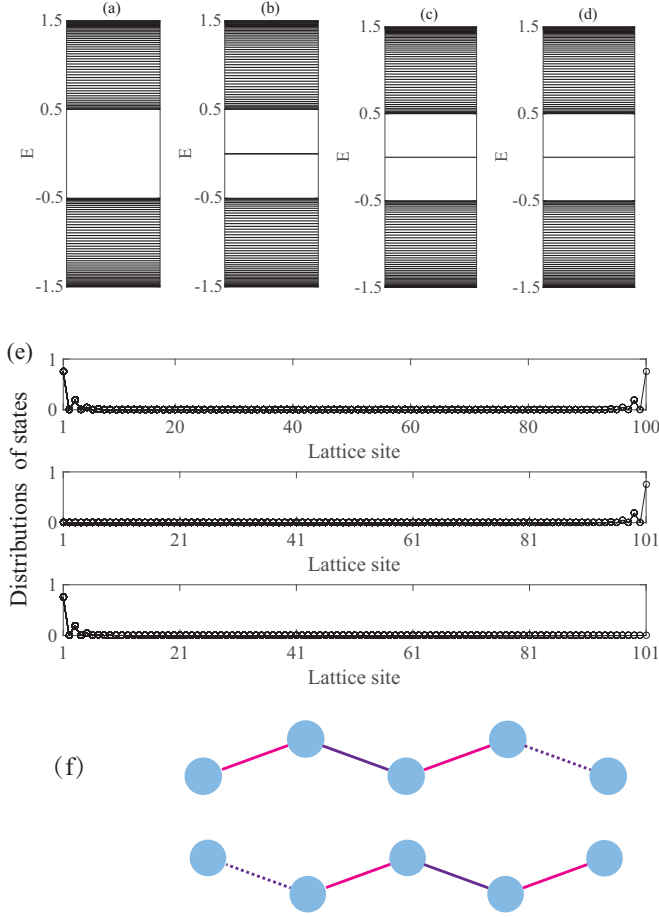 (a) (b) (c) (d)
1.5 1.5 1.5 1.5
0.5 0.5 0.5 0.5
E E E E
-0.5 -0.5 -0.5 -0.5
-1.5 -1.5 -1.5 -1.5
(e)
Distributions of states
1
0
1 20 40 60 80 100
Lattice site
1
0
1 21 41 61 81 101
Lattice site
1
0
1 21 41 61 81 101
Lattice site
(f)